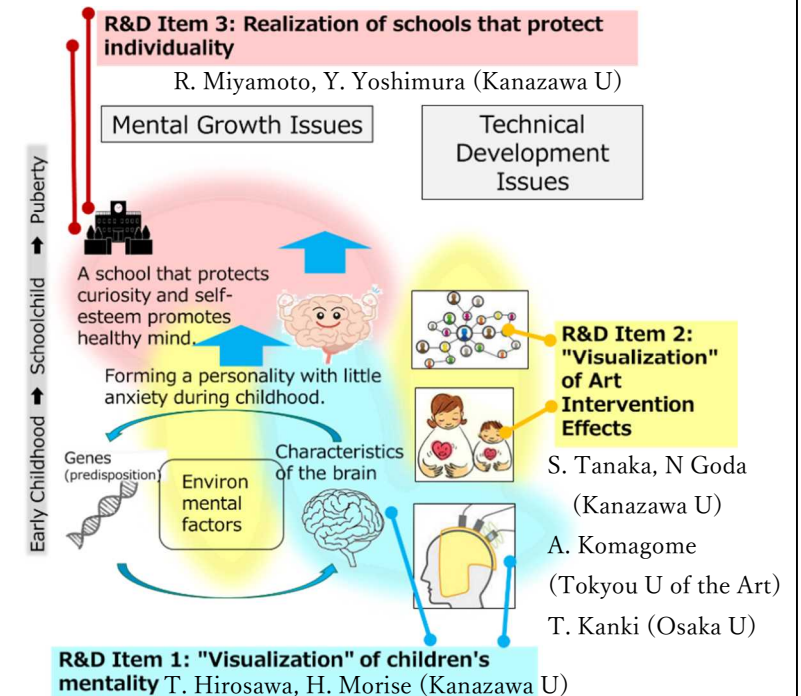 R&D Item 3: Realization of schools that protect
individuality
R. Miyamoto, Y. Yoshimura (Kanazawa U)
Mental Growth Issues
Technical
Development
Issues
Early Childhood ➡ Schoolchild ➡ Puberty
A school that protects
curiosity and self-
esteem promotes
healthy mind.
Forming a personality with little
anxiety during childhood.
Genes
(predisposition)
Environ
mental
factors
Characteristics
of the brain
R&D Item 2:
"Visualization"
of Art
Intervention
Effects
S. Tanaka, N Goda
(Kanazawa U)
A. Komagome
(Tokyou U of the Art)
T. Kanki (Osaka U)
R&D Item 1: "Visualization" of children's
mentality T. Hirosawa, H. Morise (Kanazawa U)